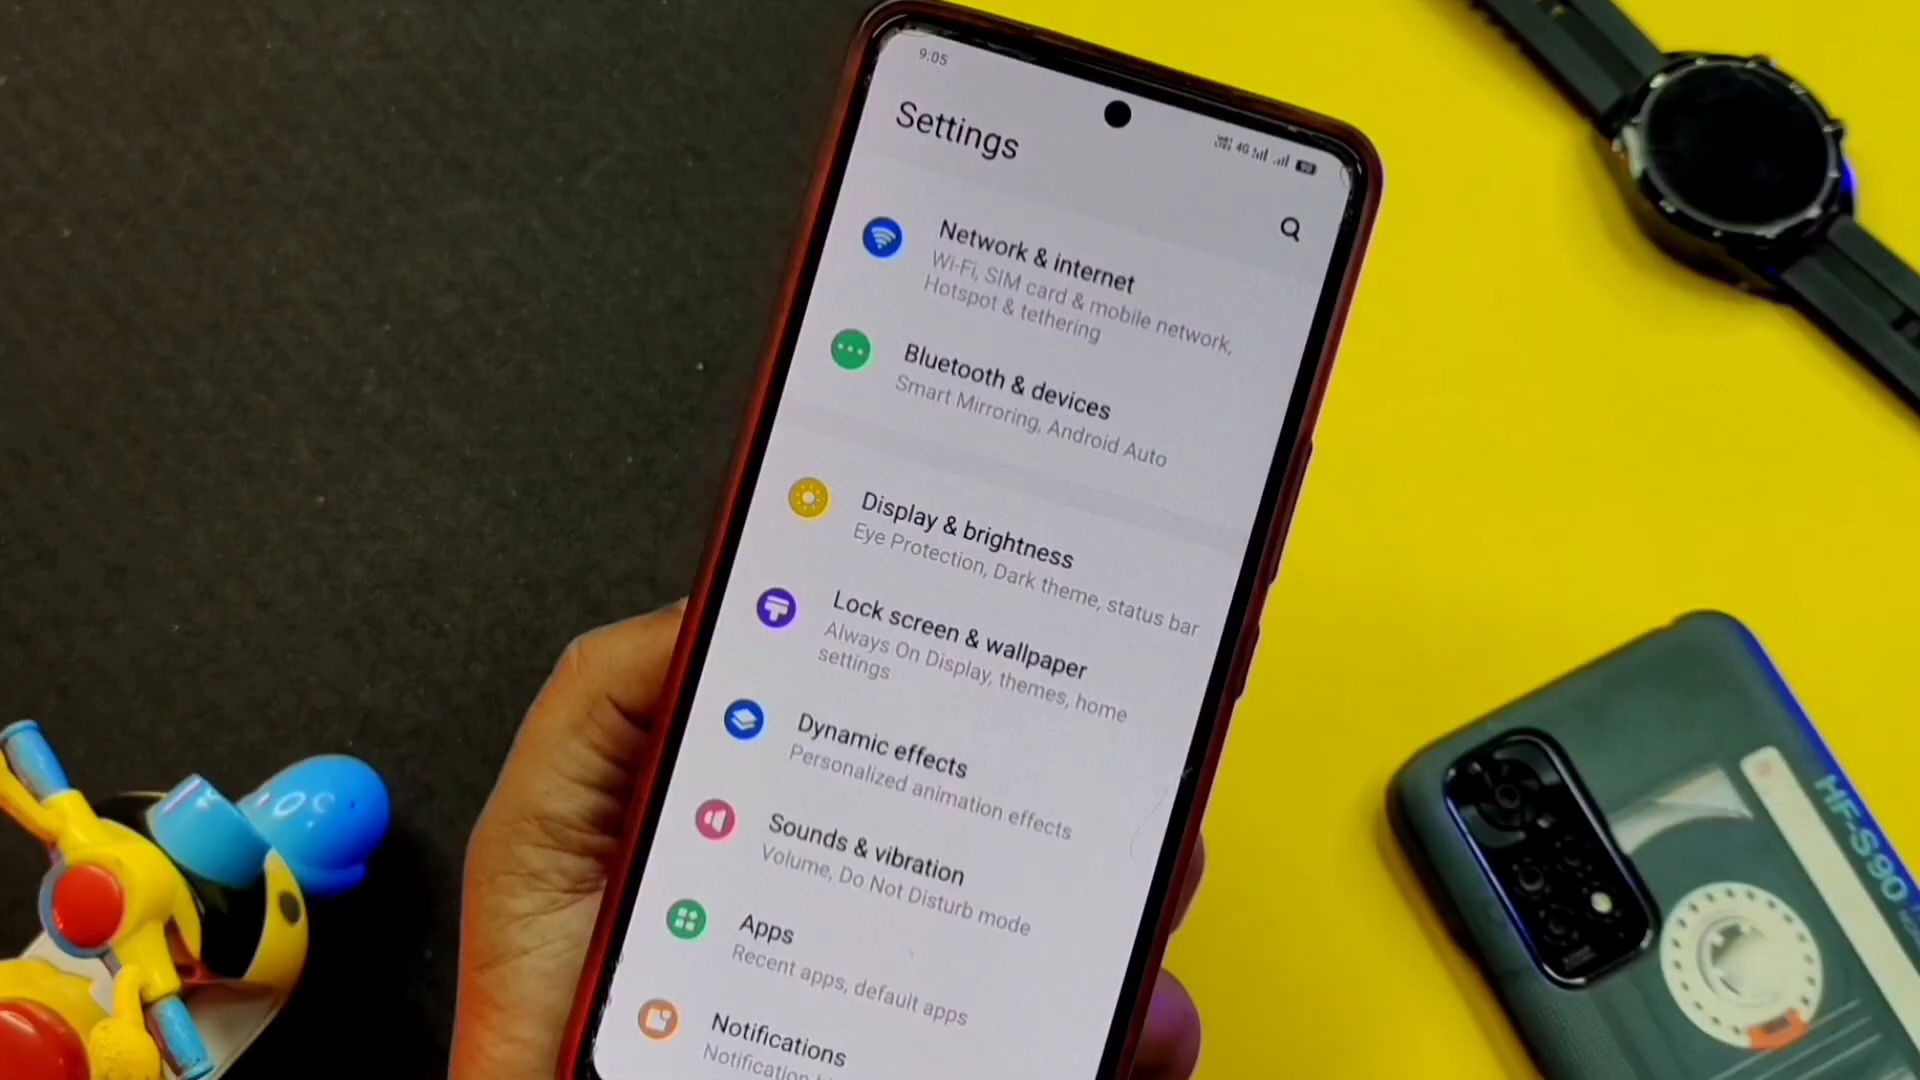 9:05
4G
90
Settings
Network & internet
Wi-Fi, SIM card & mobile network,
Hotspot & tethering
Bluetooth & devices
Smart Mirroring, Android Auto
Display & brightness
Eye Protection, Dark theme, status bar
Lock screen & wallpaper
Always On Display, themes, home
settings
Dynamic effects
Personalized animation effects
Sounds & vibration
Volume, Do Not Disturb mode
Apps
Recent apps, default apps
Notifications
HF-S90